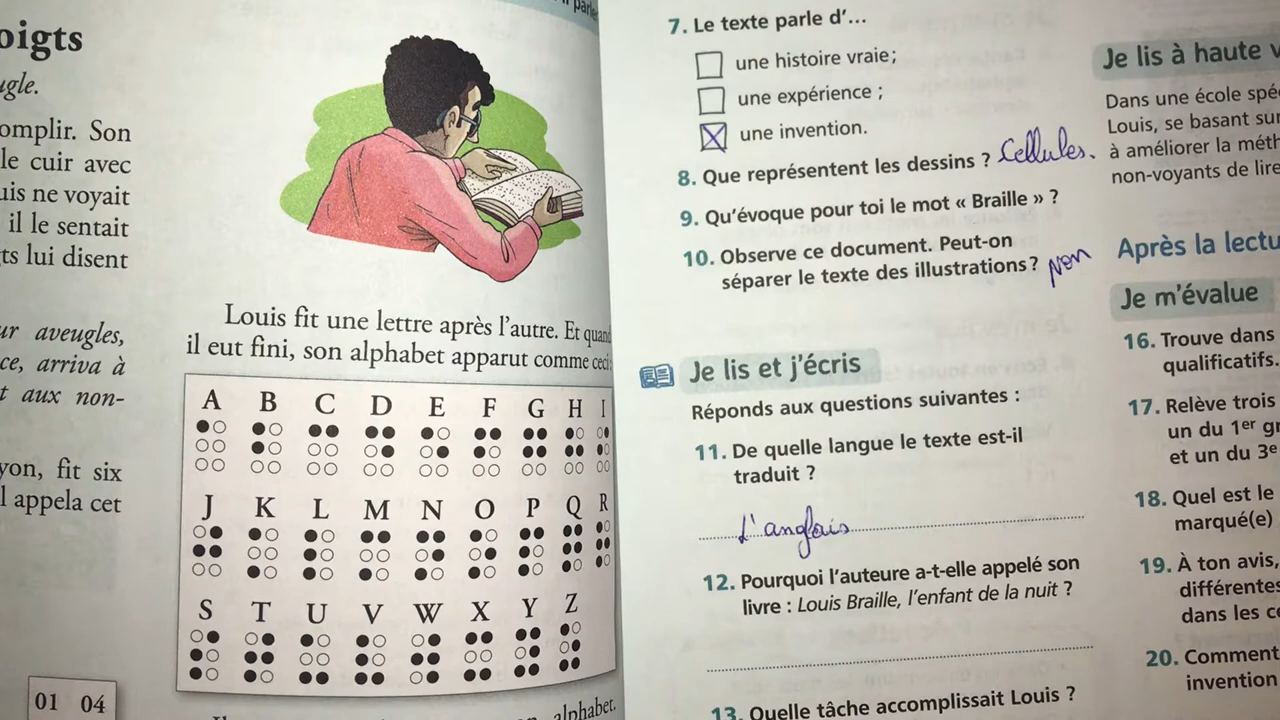 oigts
ugle.
omplir. Son
le cuir avec
uis ne voyait
il le sentait
ts lui disent
ur aveugles,
ce, arriva à
t aux non-
yon, fit six
l appela cet
01 04
parle
Louis fit une lettre après l'autre. Et quand
il eut fini, son alphabet apparut comme ceci :
A B C D E F G H I
J K L M N O P Q R
S T U V W X Y Z
alphabet.
7. Le texte parle d'...
une histoire vraie;
une expérience ;
une invention.
8. Que représentent les dessins ? Cellules.
9. Qu'évoque pour toi le mot « Braille » ?
10. Observe ce document. Peut-on
séparer le texte des illustrations? Non
Je lis et j'écris
Réponds aux questions suivantes :
11. De quelle langue le texte est-il
traduit ?
L'anglais
12. Pourquoi l'auteure a-t-elle appelé son
livre : Louis Braille, l'enfant de la nuit ?
13. Quelle tâche accomplissait Louis ?
Je lis à haute v
Dans une école spé
Louis, se basant sur
à améliorer la méth
non-voyants de lire
Après la lectu
Je m'évalue
16. Trouve dans
qualificatifs.
17. Relève trois
un du 1er gr
et un du 3e
18. Quel est le
marqué(e)
19. À ton avis,
différentes
dans les co
20. Comment
invention